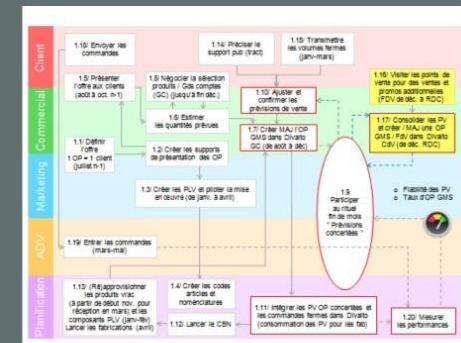 Client
Commercial
Marketing
ADV
Planification
1.18/ Envoyer les
commandes
1.14/ Préciser le
support pub (tract)
1.15/ Transmettre
les volumes fermes
(janv-mars)
1.5/ Présenter
l'offre aux clients
(août à oct. n-1)
1.8/ Négocier la sélection
produits / Gds comptes
(GC) (jusqu'à fin déc.)
1.10/ Ajuster et
confirmer les
prévisions de vente
1.16/ Visiter les points de
vente pour des ventes et
promos additionnelles
(FDV de déc. à RDC)
1.6/ Estimer
les quantités prévues
1.1/ Définir
l'offre
1 OP = 1 client
(juillet n-1)
1.2/ Créer les supports
de présentation des OP
1.7/ Créer MAJ l'OP
GMS dans Divalto
GC (de août à déc)
1.17/ Consolider les PV
et créer / MAJ une OP
GMS / FdV dans Divalto
CdV (de déc. RDC)
1.3/ Créer les PLV et piloter la mise
en œuvre (de janv. à avril)
1.9
Participer
au rituel
fin de mois
" Prévisions
concertées "
o Fiabilité des PV
o Taux d'OP GMS
1.19/ Entrer les commandes
(mars-mai)
1.13/ (Ré)approvisionner
les produits vrac
(à partir de début nov. pour
réception en mars) et les
composants PLV (janv-fév)
Lancer les fabrications (avril)
1.4/ Créer les codes
articles et
nomenclatures
1.12/ Lancer le CBN
1.11/ Intégrer les PV OP concertées et
les commandes fermes dans Divalto
(consommation des PV pour les fab)
1.20/ Mesurer
les performances